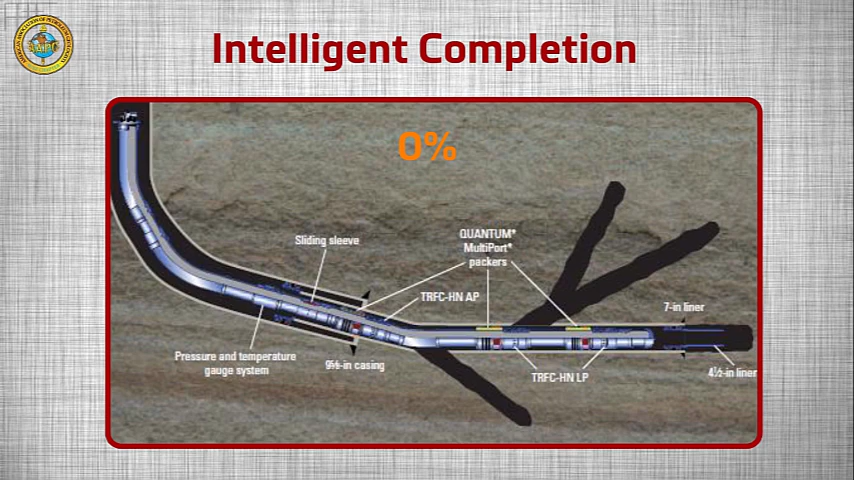 Intelligent Completion
0%
Sliding sleeve
QUANTUM*
MultiPort*
packers
TRFC-HN AP
7-in liner
Pressure and temperature
gauge system
9⅝-in casing
TRFC-HN LP
4½-in liner